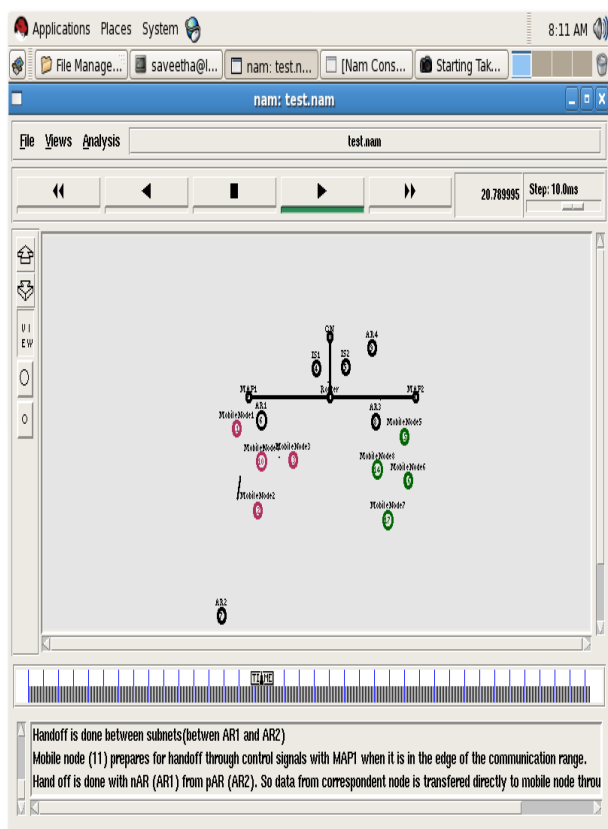 Applications Places System 8:11 AM
File Manage... saveetha@l... nam: test.n... [Nam Cons... Starting Tak...
nam: test.nam
File Views Analysis test.nam
20.789995 Step: 10.0ms
V I
E W
CN
AR4
IS1 IS2
MAP1 Router MAP2
AR1 AR3
MobileNode1 MobileNode5
MobileNode3 MobileNode8
MobileNode6
MobileNode2 MobileNode7
AR2
TIME
Handoff is done between subnets(betwen AR1 and AR2)
Mobile node (11) prepares for handoff through control signals with MAP1 when it is in the edge of the communication range.
Hand off is done with nAR (AR1) from pAR (AR2). So data from correspondent node is transfered directly to mobile node throu